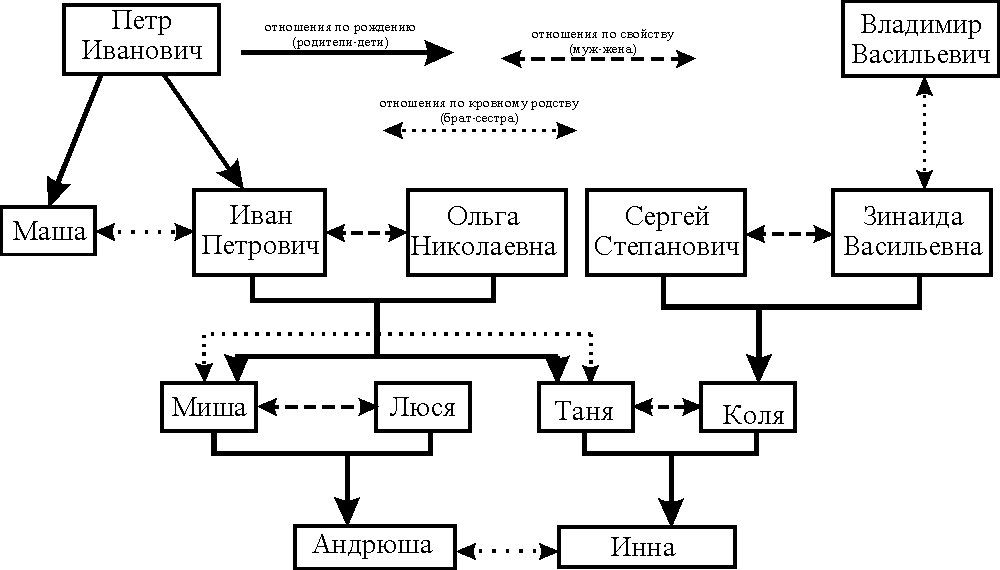 Петр
Иванович
отношения по рождению
(родители-дети)
отношения по свойству
(муж-жена)
Владимир
Васильевич
отношения по кровному родству
(брат-сестра)
Маша
Иван
Петрович
Ольга
Николаевна
Сергей
Степанович
Зинаида
Васильевна
Миша
Люся
Таня
Коля
Андрюша
Инна